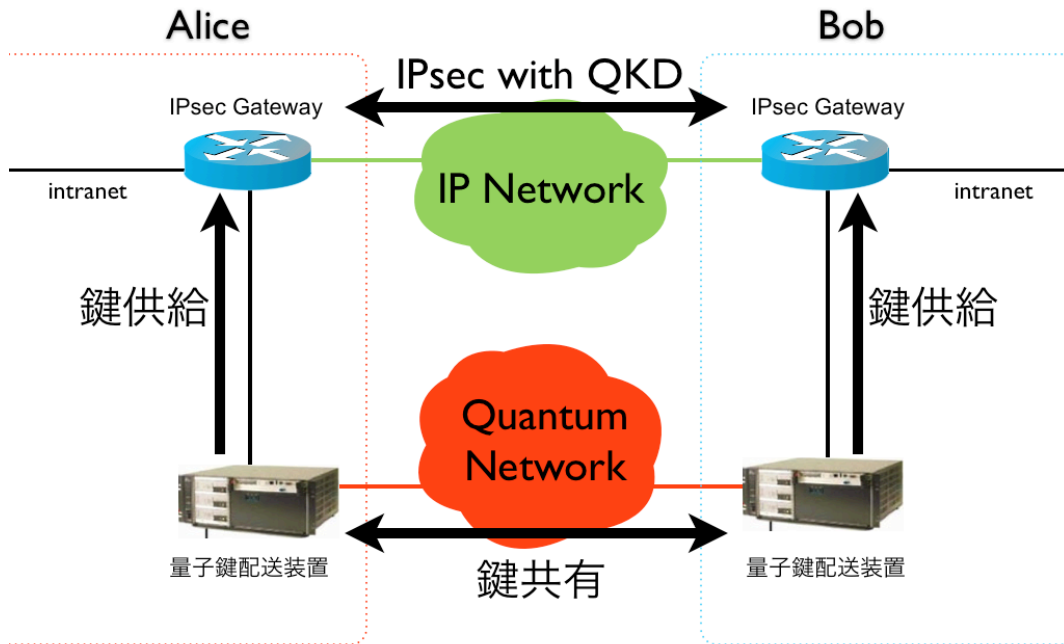 Alice
Bob
IPsec with QKD
IPsec Gateway
IPsec Gateway
IP Network
intranet
intranet
鍵供給
鍵供給
Quantum
Network
量子鍵配送装置
鍵共有
量子鍵配送装置